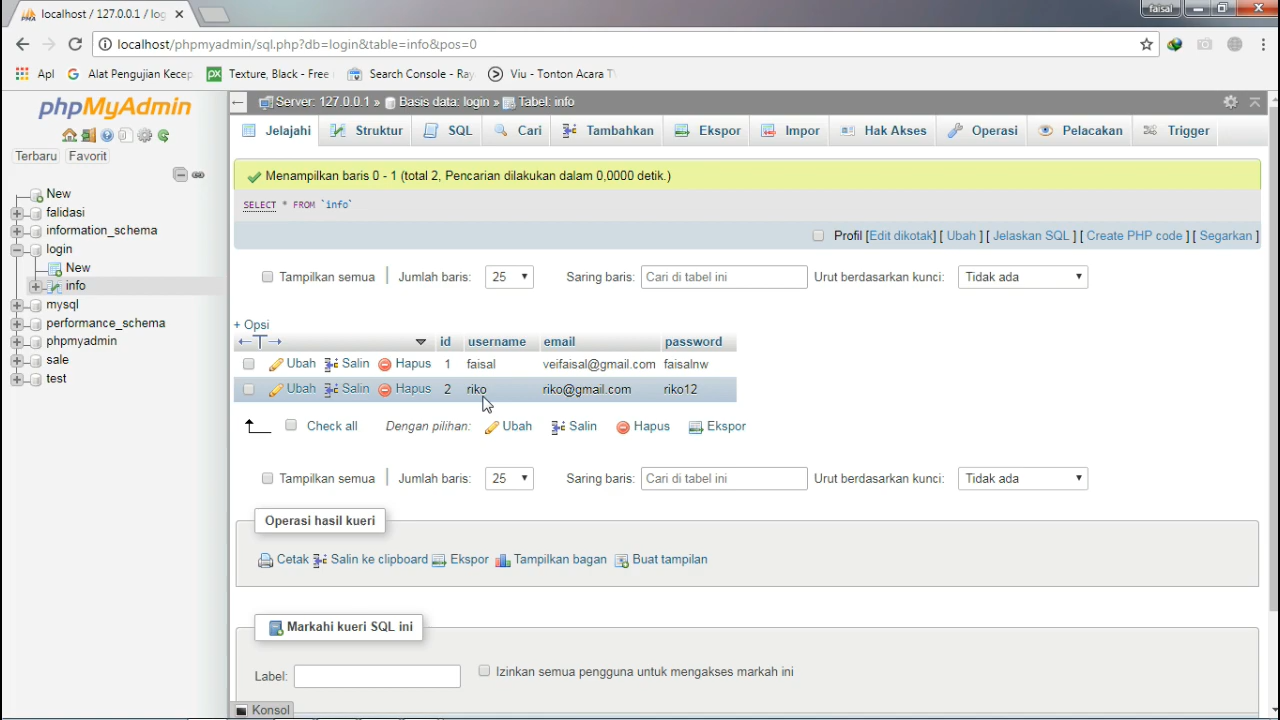 localhost / 127.0.0.1 / log
faisal
localhost/phpmyadmin/sql.php?db=login&table=info&pos=0
Apl Alat Pengujian Kecep Texture, Black - Free Search Console - Ray Viu - Tonton Acara T
phpMyAdmin
Terbaru Favorit
New
falidasi
information_schema
login
New
info
mysql
performance_schema
phpmyadmin
sale
test
Server: 127.0.0.1 » Basis data: login » Tabel: info
Jelajahi Struktur SQL Cari Tambahkan Ekspor Impor Hak Akses Operasi Pelacakan Trigger
Menampilkan baris 0 - 1 (total 2, Pencarian dilakukan dalam 0,0000 detik.)
SELECT * FROM `info`
Profil [Edit dikotak] [ Ubah ] [ Jelaskan SQL ] [ Create PHP code ] [ Segarkan ]
Tampilkan semua Jumlah baris: 25 Saring baris: Cari di tabel ini Urut berdasarkan kunci: Tidak ada
+ Opsi
←T→ id username email password
Ubah Salin Hapus 1 faisal veifaisal@gmail.com faisalnw
Ubah Salin Hapus 2 riko riko@gmail.com riko12
Check all Dengan pilihan: Ubah Salin Hapus Ekspor
Tampilkan semua Jumlah baris: 25 Saring baris: Cari di tabel ini Urut berdasarkan kunci: Tidak ada
Operasi hasil kueri
Cetak Salin ke clipboard Ekspor Tampilkan bagan Buat tampilan
Markahi kueri SQL ini
Label: Izinkan semua pengguna untuk mengakses markah ini
Konsol